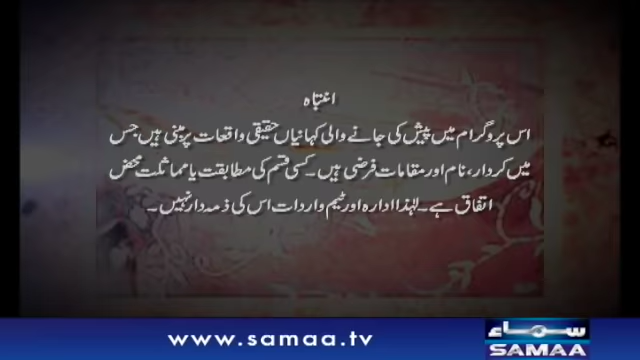 انتباہ
اس پروگرام میں پیش کی جانے والی کہانیاں حقیقی واقعات پر مبنی ہیں جس
میں کردار، نام اور مقامات فرضی ہیں۔ کسی قسم کی مطابقت یا مماثلت محض
اتفاق ہے۔ لہٰذا ادارہ اور ٹیم واردات اس کی ذمہ دار نہیں۔
www.samaa.tv
سماء
SAMAA